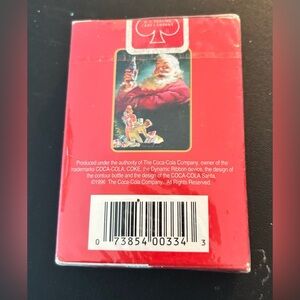 Produced under the authority of The Coca-Cola Company, owner of the
trademarks COCA-COLA, COKE, the Dynamic Ribbon device, the design of
the contour bottle and the design of the COCA-COLA Santa.
©1996 The Coca-Cola Company. All Rights Reserved.
0 73854 00334 3